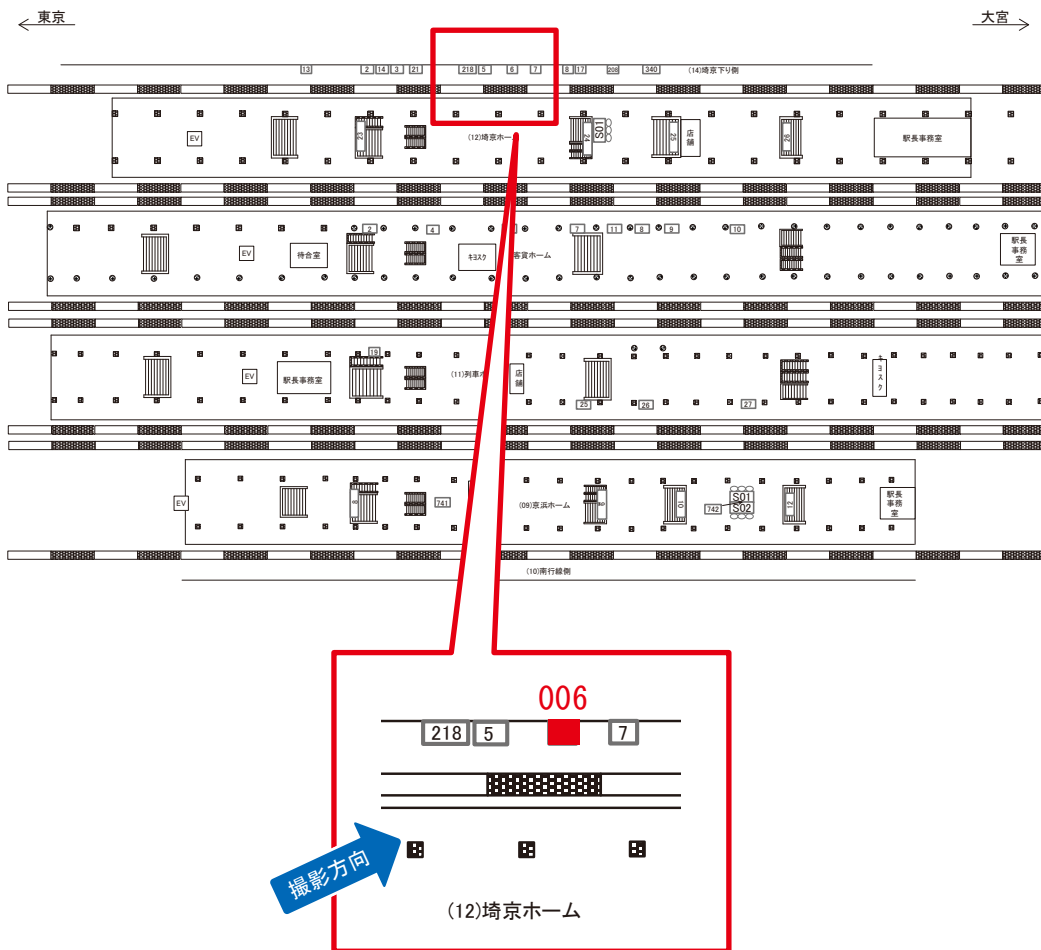 東京
大宮
13
2
14
3
21
218
5
6
7
8
17
208
340
(14)埼京下り側
EV
23
(12)埼京ホーム
24
S01
25
店舗
26
駅長事務室
EV
待合室
2
4
キヨスク
客貨ホーム
7
11
8
9
10
駅長事務室
EV
駅長事務室
19
(11)列車ホ
店舗
25
26
27
キヨスク
EV
8
741
(09)京浜ホーム
9
10
742
S01
S02
12
駅長事務室
(10)南行線側
006
218
5
7
撮影方向
(12)埼京ホーム